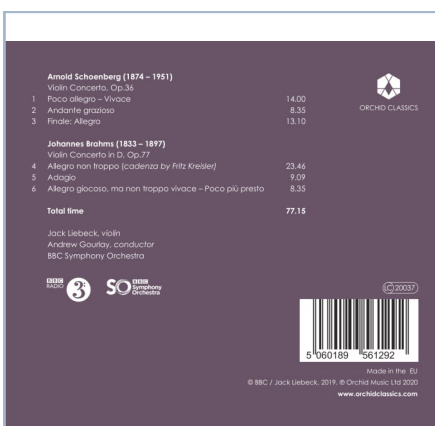 Arnold Schoenberg (1874 – 1951)
Violin Concerto, Op.36
1 Poco allegro – Vivace 14.00
2 Andante grazioso 8.35
3 Finale: Allegro 13.10
ORCHID CLASSICS
Johannes Brahms (1833 – 1897)
Violin Concerto in D, Op.77
4 Allegro non troppo (cadenza by Fritz Kreisler) 23.46
5 Adagio 9.09
6 Allegro giocoso, ma non troppo vivace – Poco più presto 8.35
Total time 77.15
Jack Liebeck, violin
Andrew Gourlay, conductor
BBC Symphony Orchestra
BBC RADIO 3
SO BBC Symphony Orchestra
LC 20037
5 060189 561292
Made in the EU
© BBC / Jack Liebeck, 2019. ℗ Orchid Music Ltd 2020
www.orchidclassics.com